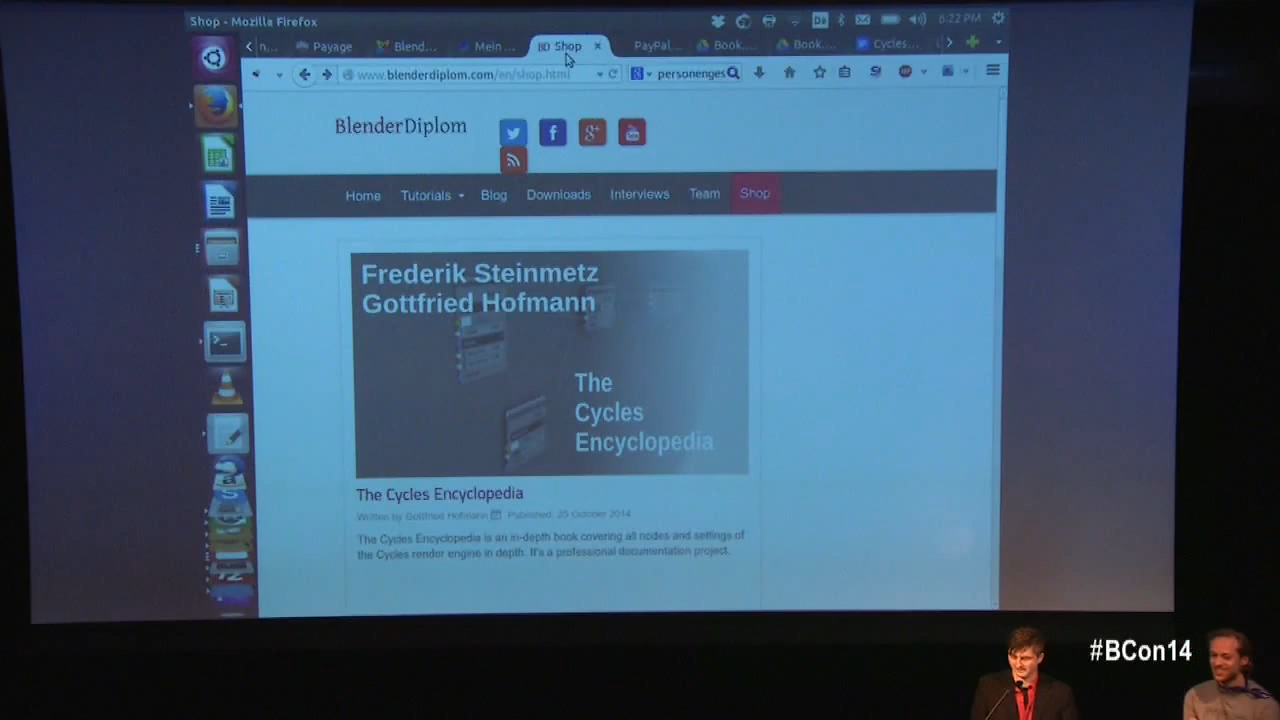 Shop - Mozilla Firefox
De
6:22 PM
n...
Payage
Blend...
Mein ...
BD Shop
PayPal...
Book...
Book...
Cycles...
www.blenderdiplom.com/en/shop.html
personenges
BlenderDiplom
Home
Tutorials
Blog
Downloads
Interviews
Team
Shop
Frederik Steinmetz
Gottfried Hofmann
The
Cycles
Encyclopedia
The Cycles Encyclopedia
Written by Gottfried Hofmann Published: 25 October 2014
The Cycles Encyclopedia is an in-depth book covering all nodes and settings of
the Cycles render engine in depth. It's a professional documentation project.
#BCon14